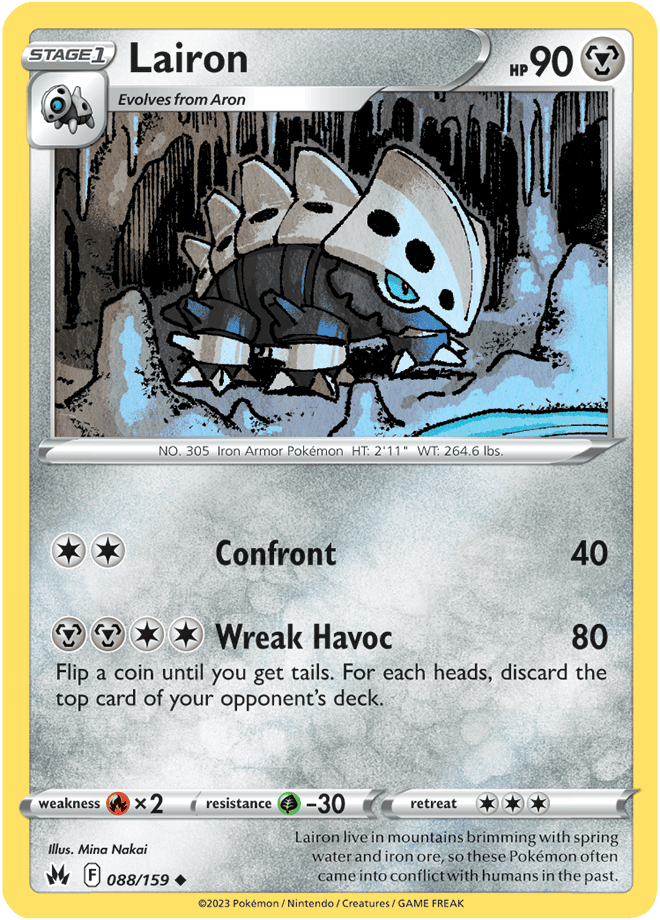 STAGE 1
Lairon
HP 90
Evolves from Aron
NO. 305 Iron Armor Pokémon HT: 2'11" WT: 264.6 lbs.
Confront 40
Wreak Havoc 80
Flip a coin until you get tails. For each heads, discard the
top card of your opponent's deck.
weakness ×2 resistance -30 retreat
Illus. Mina Nakai
F 088/159
Lairon live in mountains brimming with spring
water and iron ore, so these Pokémon often
came into conflict with humans in the past.
©2023 Pokémon / Nintendo / Creatures / GAME FREAK